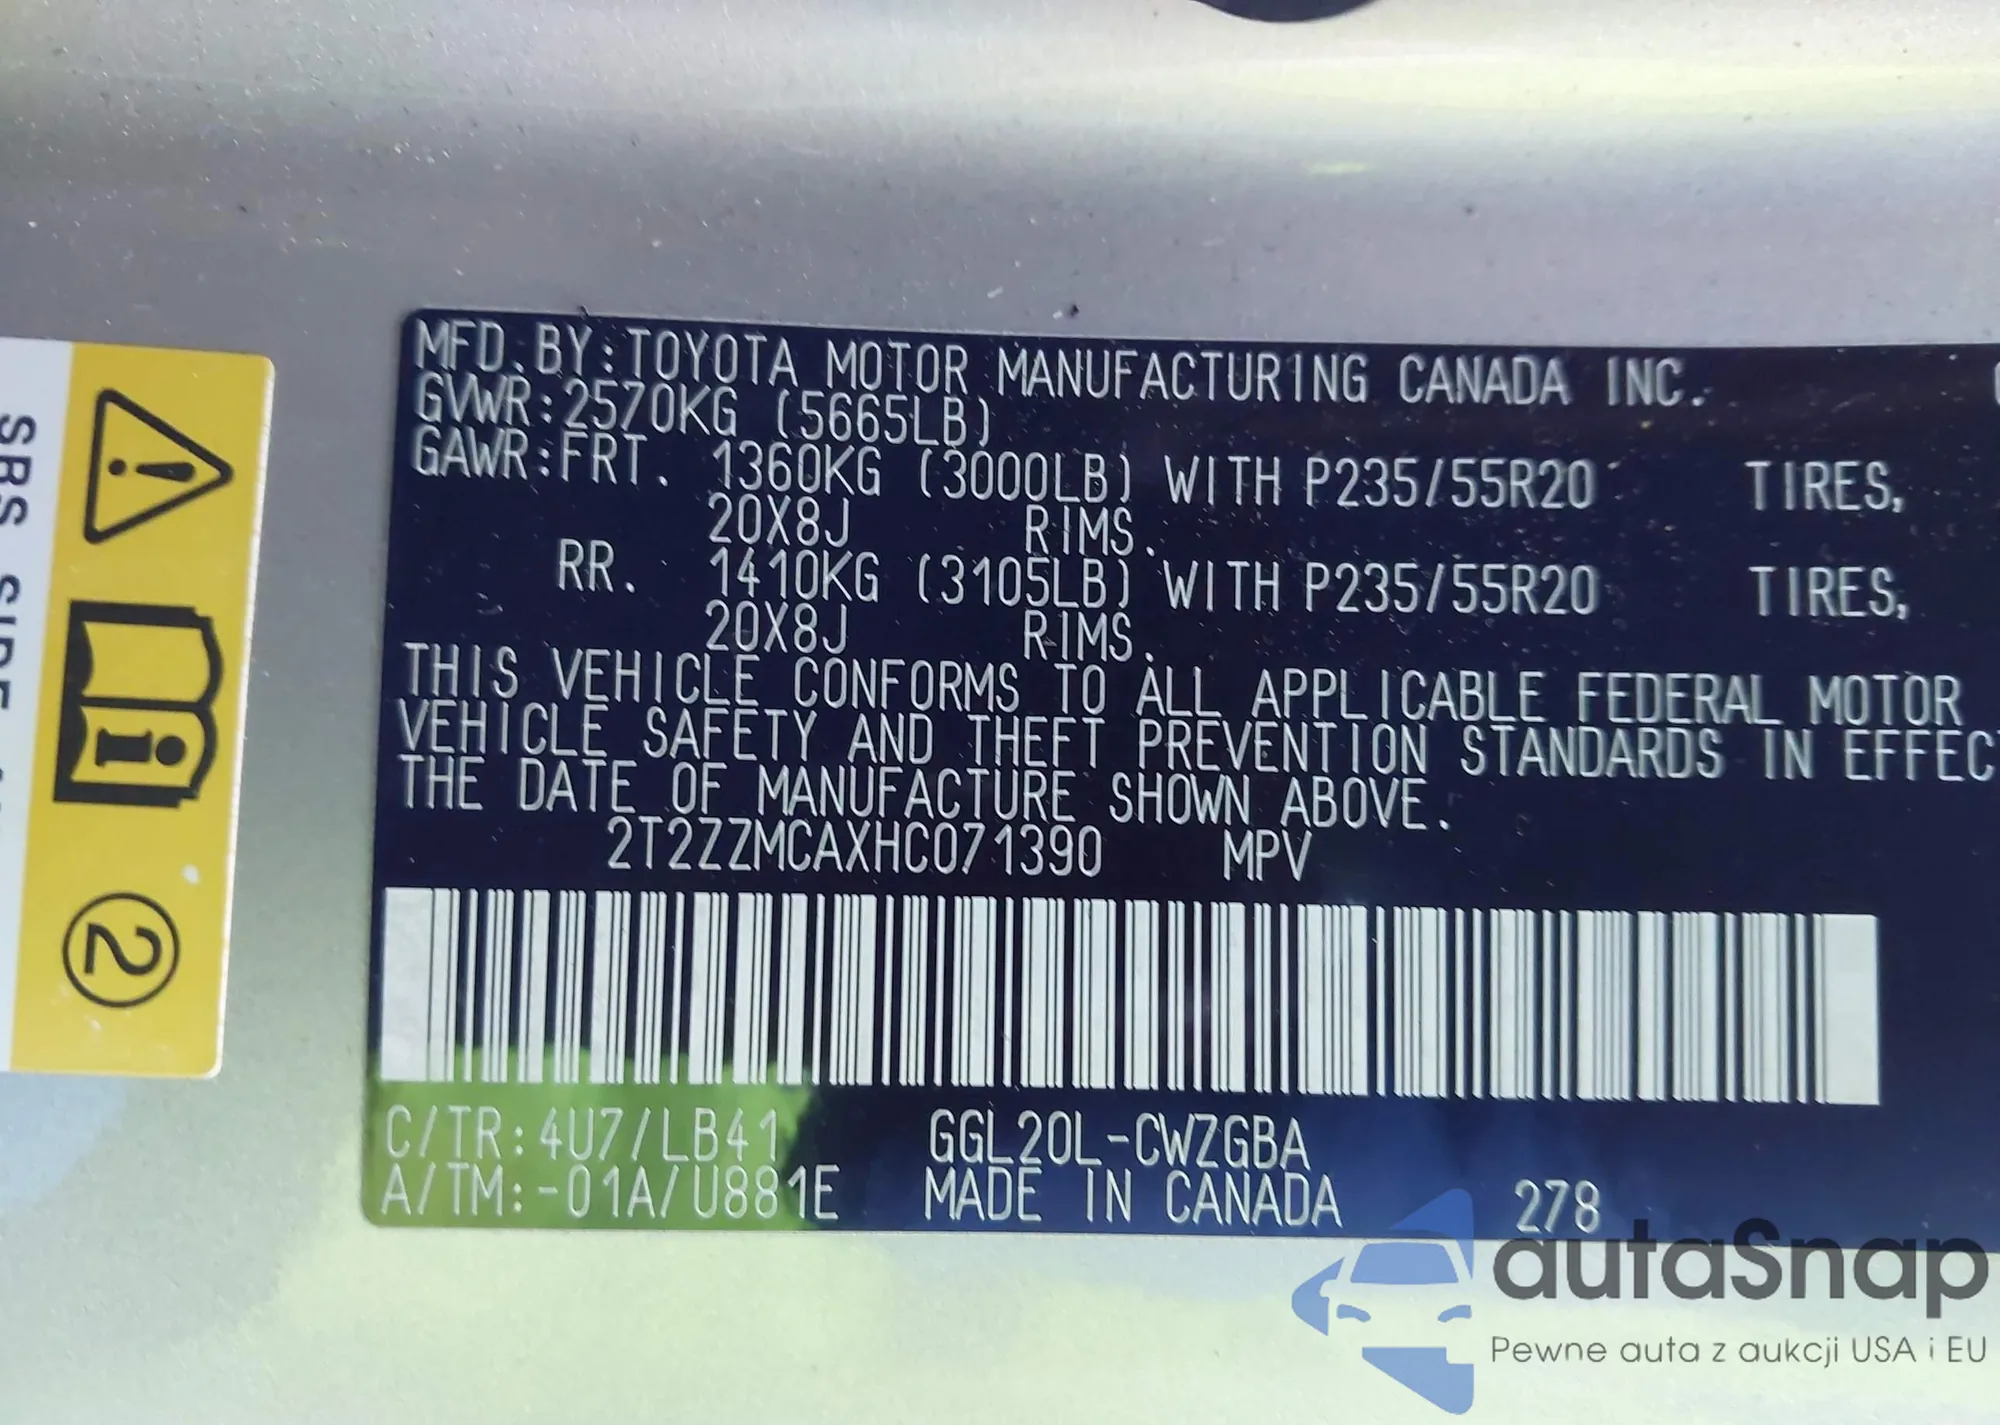 MFD.BY:TOYOTA MOTOR MANUFACTURING CANADA INC.
GVWR:2570KG (5665LB)
GAWR:FRT. 1360KG (3000LB) WITH P235/55R20 TIRES,
20X8J RIMS.
RR. 1410KG (3105LB) WITH P235/55R20 TIRES,
20X8J RIMS.
THIS VEHICLE CONFORMS TO ALL APPLICABLE FEDERAL MOTOR
VEHICLE SAFETY AND THEFT PREVENTION STANDARDS IN EFFEC
THE DATE OF MANUFACTURE SHOWN ABOVE.
2T2ZZMCAXHC071390 MPV
C/TR:4U7/LB41 GGL20L-CWZGBA
A/TM:-01A/U881E MADE IN CANADA 278
SRS SIDE
2
autaSnap
Pewne auta z aukcji USA i EU